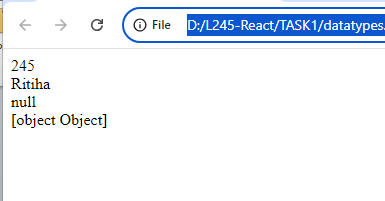 File
D:/L245-React/TASK1/datatypes.
245
Ritiha
null
[object Object]